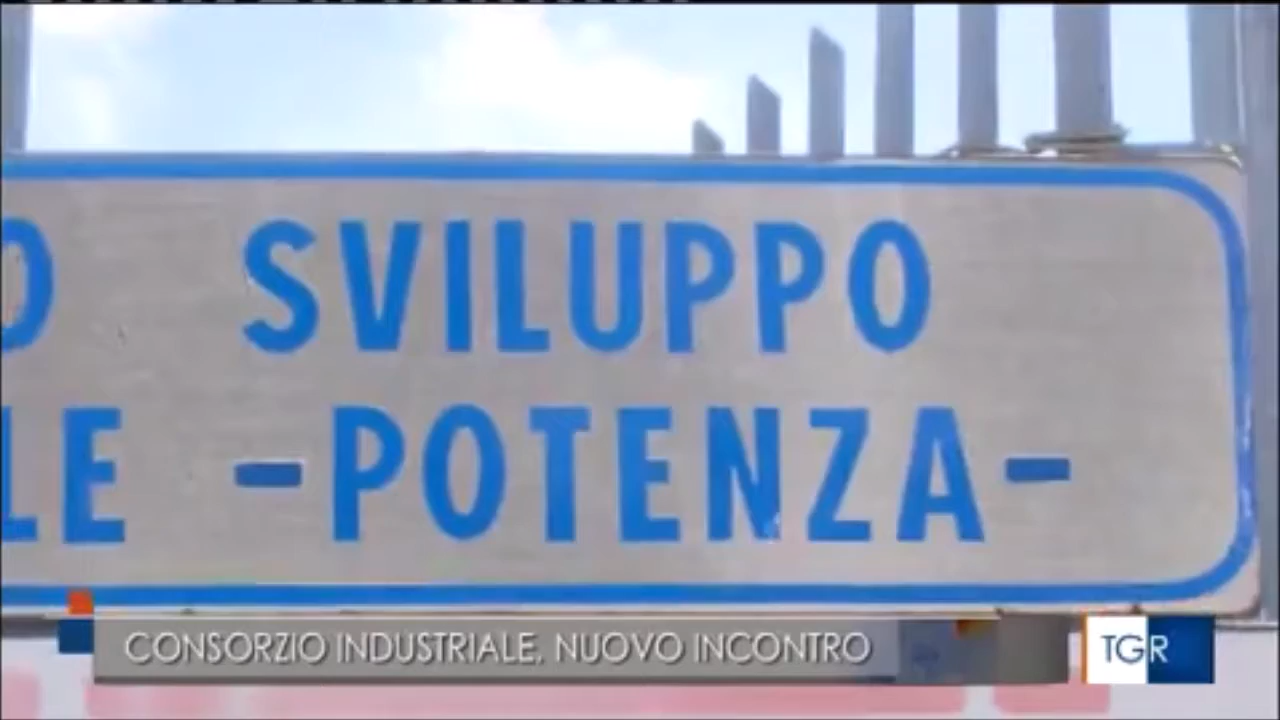 O SVILUPPO
LE -POTENZA-
CONSORZIO INDUSTRIALE, NUOVO INCONTRO
TGR